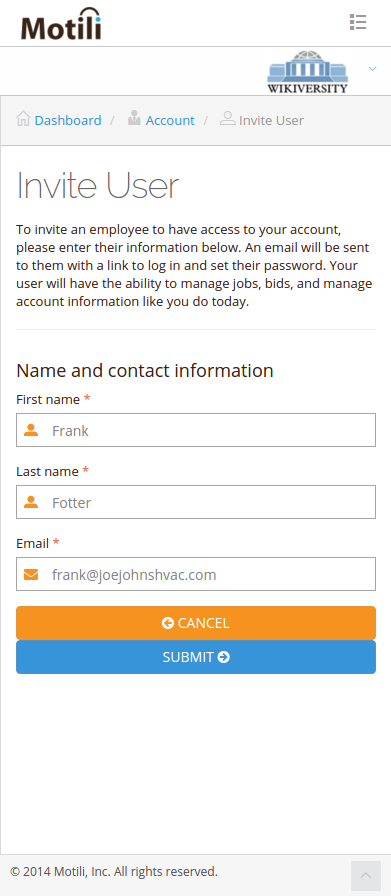 Motili
WIKIVERSITY
Dashboard / Account / Invite User
Invite User
To invite an employee to have access to your account,
please enter their information below. An email will be sent
to them with a link to log in and set their password. Your
user will have the ability to manage jobs, bids, and manage
account information like you do today.
Name and contact information
First name *
Frank
Last name *
Fotter
Email *
frank@joejohnshvac.com
CANCEL
SUBMIT
© 2014 Motili, Inc. All rights reserved.